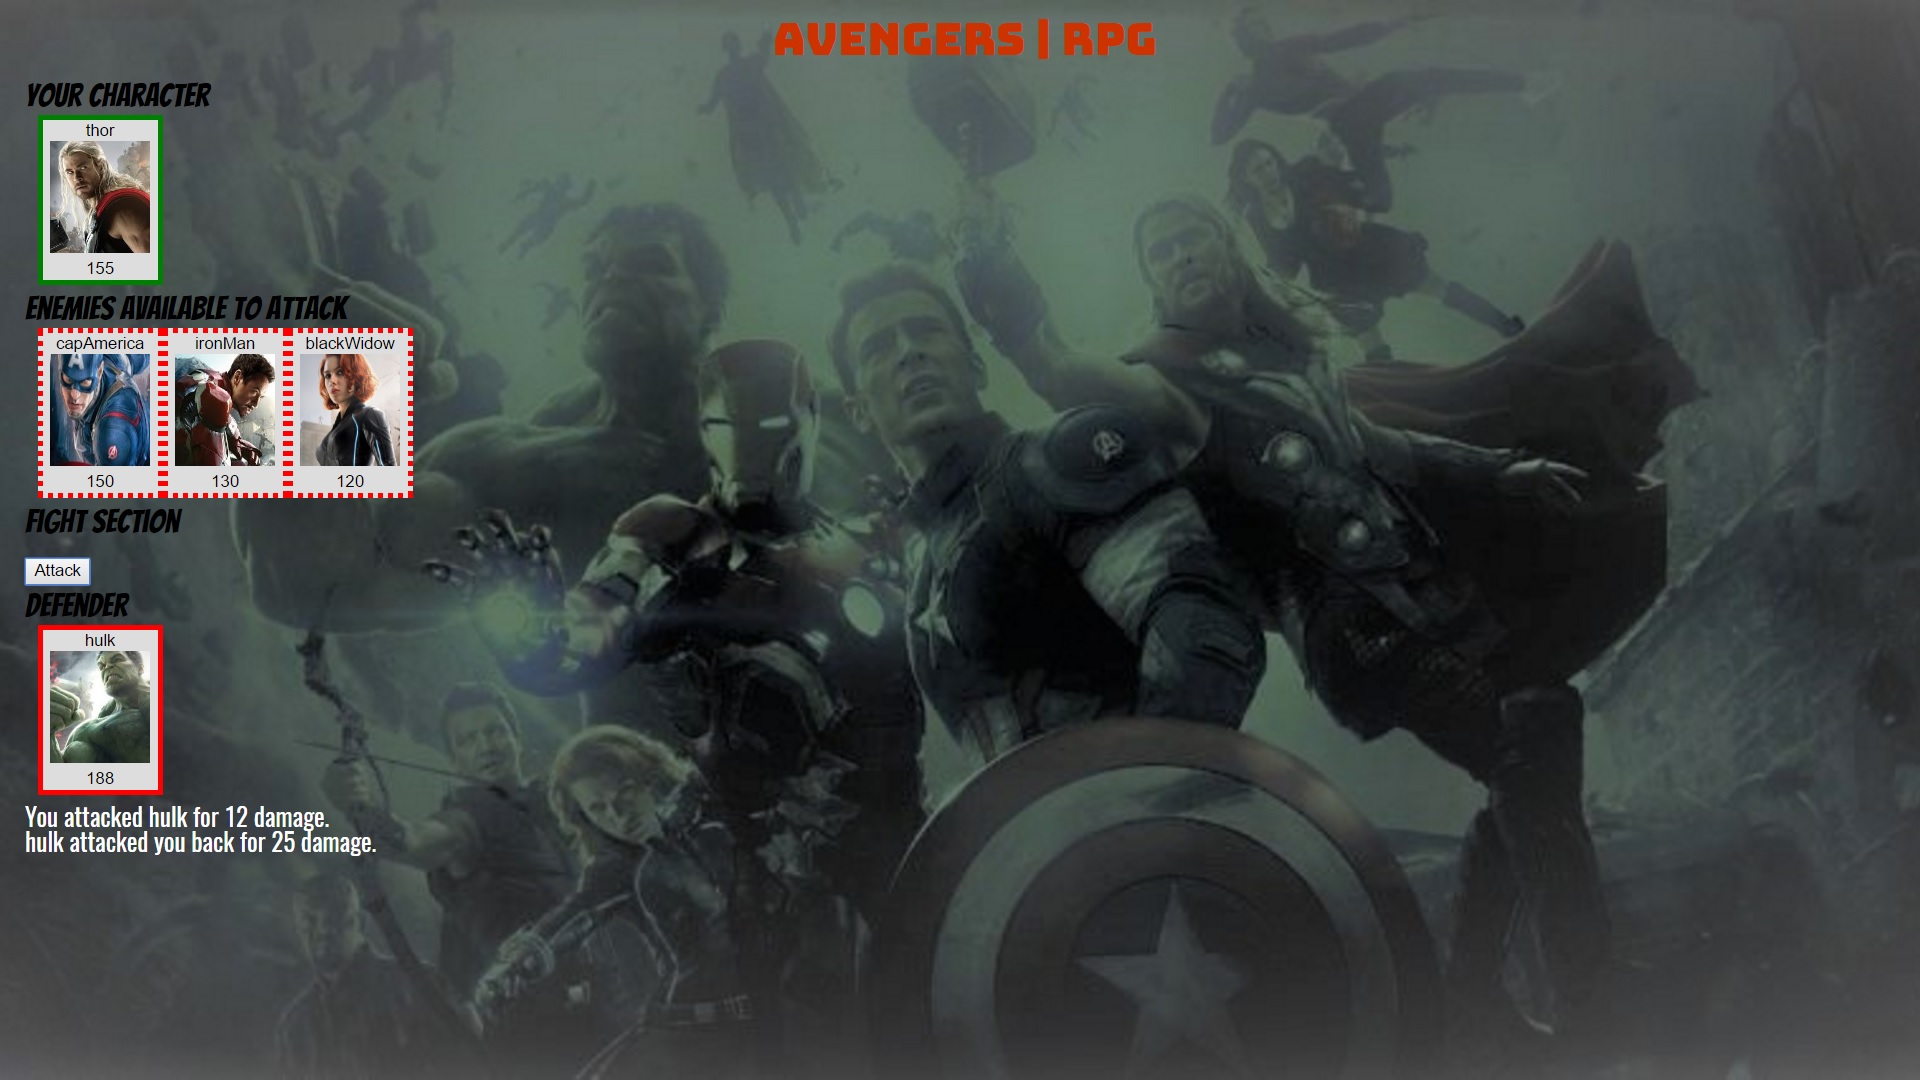 AVENGERS | RPG
YOUR CHARACTER
thor
155
ENEMIES AVAILABLE TO ATTACK
capAmerica ironMan blackWidow
150 130 120
FIGHT SECTION
Attack
DEFENDER
hulk
188
You attacked hulk for 12 damage.
hulk attacked you back for 25 damage.